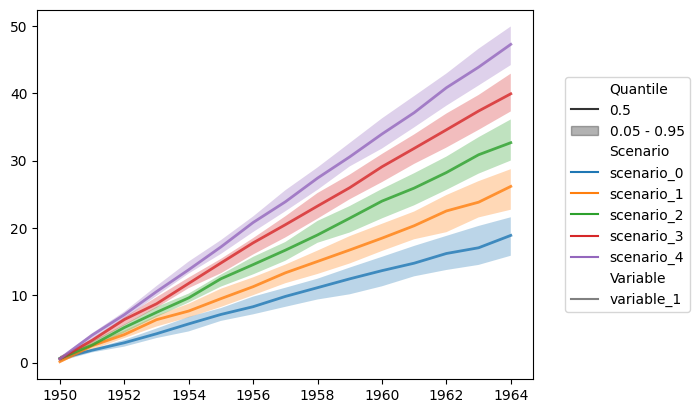 50
40
30
20
10
0
1950 1952 1954 1956 1958 1960 1962 1964
Quantile
0.5
0.05 - 0.95
Scenario
scenario_0
scenario_1
scenario_2
scenario_3
scenario_4
Variable
variable_1